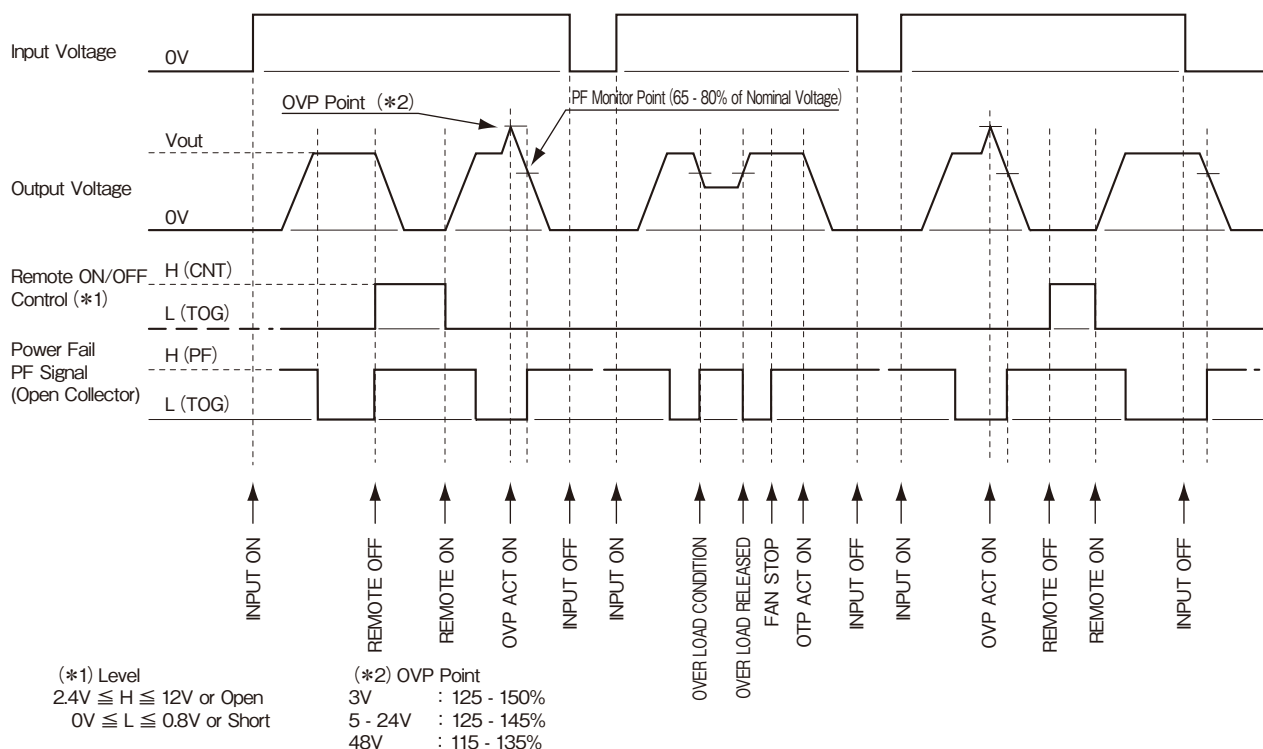 Input Voltage
0V
OVP Point (*2)
PF Monitor Point (65 - 80% of Nominal Voltage)
Vout
Output Voltage
0V
Remote ON/OFF
Control (*1)
H (CNT)
L (TOG)
Power Fail
PF Signal
(Open Collector)
H (PF)
L (TOG)
INPUT ON
REMOTE OFF
REMOTE ON
OVP ACT ON
INPUT OFF
INPUT ON
OVER LOAD CONDITION
OVER LOAD RELEASED
FAN STOP
OTP ACT ON
INPUT OFF
INPUT ON
OVP ACT ON
REMOTE OFF
REMOTE ON
INPUT OFF
(*1) Level
2.4V ≦ H ≦ 12V or Open
0V ≦ L ≦ 0.8V or Short
(*2) OVP Point
3V : 125 - 150%
5 - 24V : 125 - 145%
48V : 115 - 135%